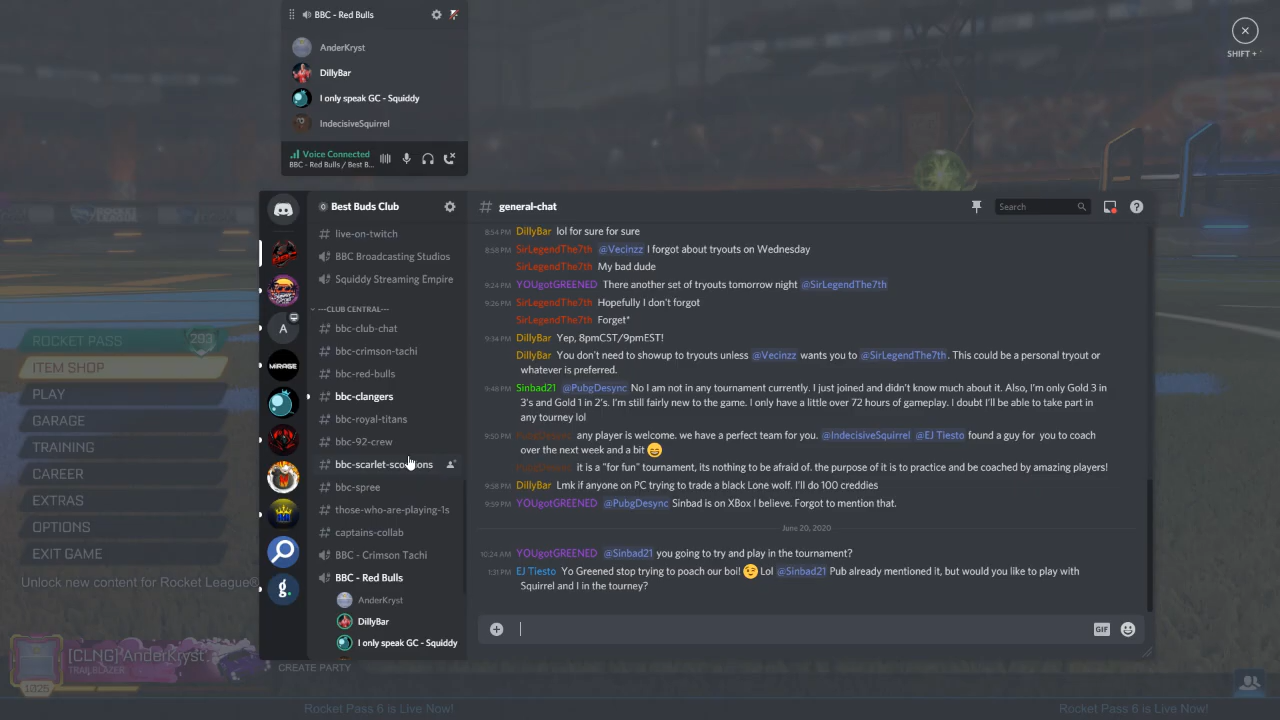 BBC - Red Bulls
SHIFT + `
AnderKryst
DillyBar
I only speak GC - Squiddy
IndecisiveSquirrel
Voice Connected
BBC - Red Bulls / Best B...
Best Buds Club
general-chat
Search
live-on-twitch
BBC Broadcasting Studios
Squiddy Streaming Empire
---CLUB CENTRAL---
bbc-club-chat
bbc-crimson-tachi
bbc-red-bulls
bbc-clangers
bbc-royal-titans
bbc-92-crew
bbc-spree
those-who-are-playing-1s
captains-collab
BBC - Crimson Tachi
BBC - Red Bulls
AnderKryst
DillyBar
I only speak GC - Squiddy
A
MIRAGE
g.
8:54 PM DillyBar lol for sure for sure
8:58 PM SirLegendThe7th @Vecinzz I forgot about tryouts on Wednesday
SirLegendThe7th My bad dude
9:24 PM YOUgotGREENED There another set of tryouts tomorrow night @SirLegendThe7th
9:26 PM SirLegendThe7th Hopefully I don't forgot
SirLegendThe7th Forget*
9:34 PM DillyBar Yep, 8pmCST/9pmEST!
DillyBar You don't need to showup to tryouts unless @Vecinzz wants you to @SirLegendThe7th. This could be a personal tryout or
whatever is preferred.
9:48 PM Sinbad21 @PubgDesync No I am not in any tournament currently. I just joined and didn't know much about it. Also, I'm only Gold 3 in
3's and Gold 1 in 2's. I'm still fairly new to the game. I only have a little over 72 hours of gameplay. I doubt I'll be able to take part in
any tourney lol
9:50 PM PubgDesync any player is welcome. we have a perfect team for you. @IndecisiveSquirrel @EJ Tiesto found a guy for you to coach
over the next week and a bit 😄
PubgDesync it is a "for fun" tournament, its nothing to be afraid of. the purpose of it is to practice and be coached by amazing players!
9:58 PM DillyBar Lmk if anyone on PC trying to trade a black Lone wolf. I'll do 100 creddies
9:59 PM YOUgotGREENED @PubgDesync Sinbad is on XBox I believe. Forgot to mention that.
June 20, 2020
10:24 AM YOUgotGREENED @Sinbad21 you going to try and play in the tournament?
1:31 PM EJ Tiesto Yo Greened stop trying to poach our boi! 😉 Lol @Sinbad21 Pub already mentioned it, but would you like to play with
Squirrel and I in the tourney?
GIF
ROCKET PASS
293
ITEM SHOP
PLAY
GARAGE
TRAINING
CAREER
EXTRAS
OPTIONS
EXIT GAME
Unlock new content for Rocket League®
[CLNG] AnderKryst
TRAILBLAZER
1325
CREATE PARTY
Rocket Pass 6 is Live Now!
Rocket Pass 6 is Live Now!